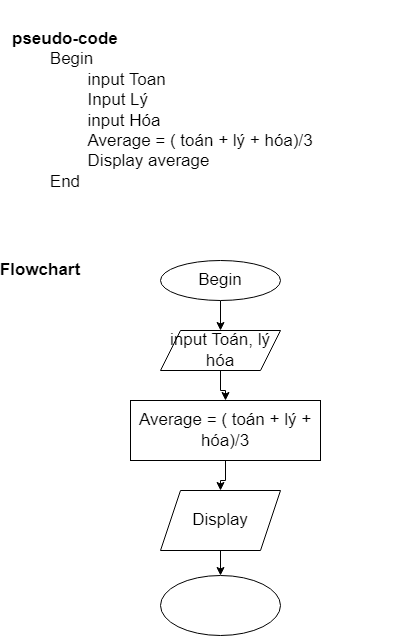 pseudo-code
Begin
input Toan
Input Lý
input Hóa
Average = ( toán + lý + hóa)/3
Display average
End
Flowchart
Begin
input Toán, lý
hóa
Average = ( toán + lý +
hóa)/3
Display